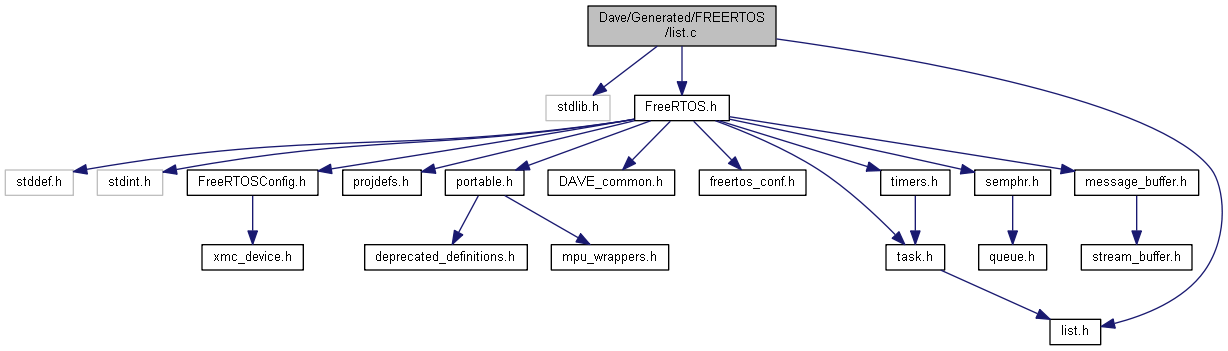 Dave/Generated/FREERTOS
/list.c
stdlib.h
FreeRTOS.h
stddef.h
stdint.h
FreeRTOSConfig.h
projdefs.h
portable.h
DAVE_common.h
freertos_conf.h
timers.h
semphr.h
message_buffer.h
xmc_device.h
deprecated_definitions.h
mpu_wrappers.h
task.h
queue.h
stream_buffer.h
list.h